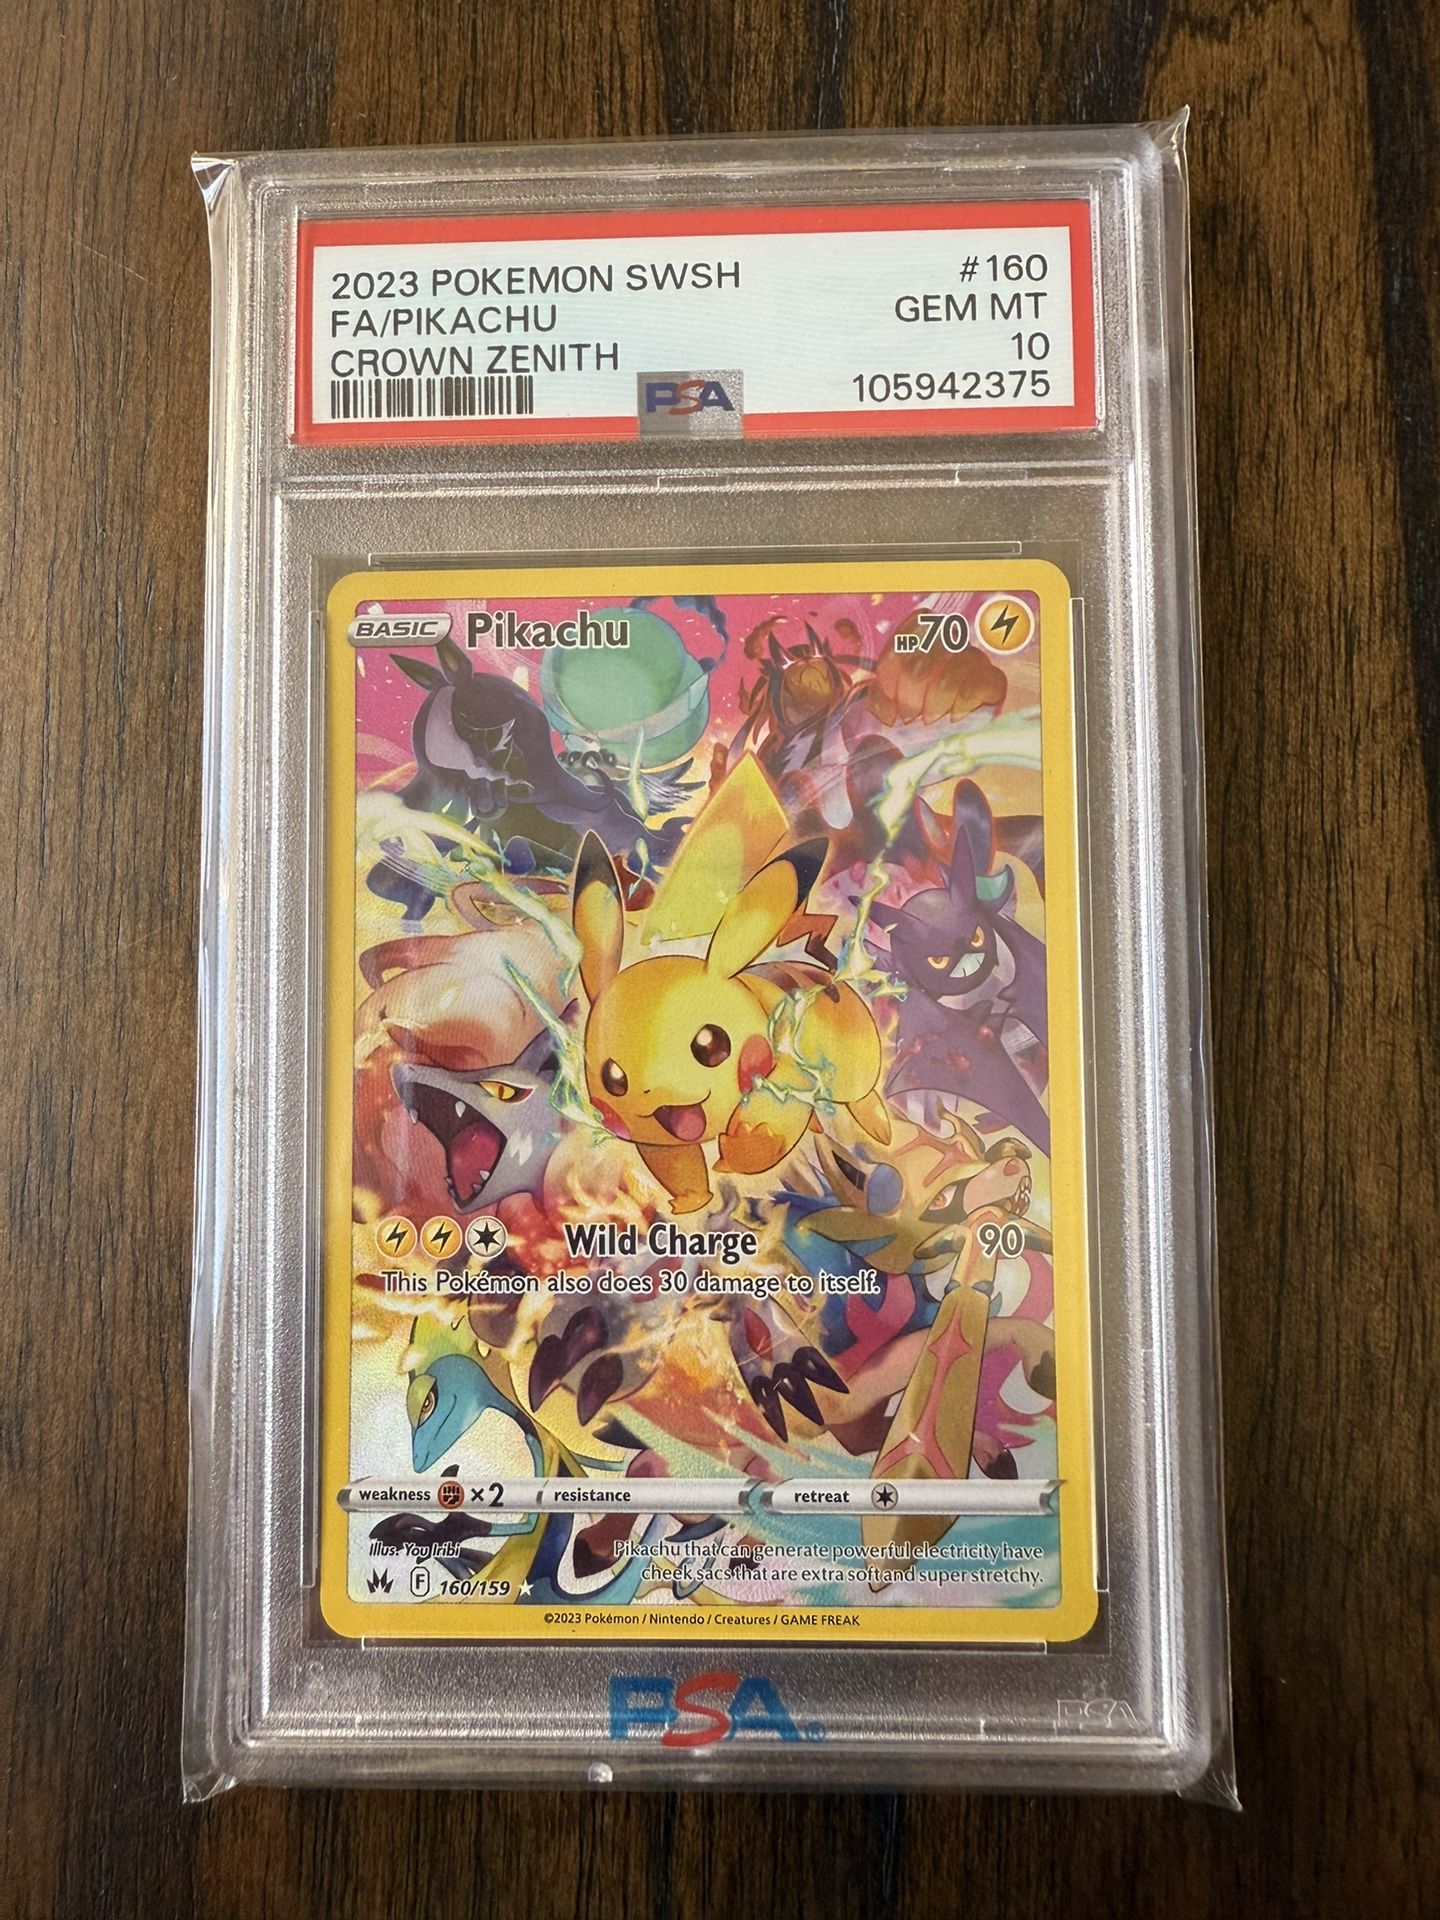 2023 POKEMON SWSH #160
FA/PIKACHU GEM MT
CROWN ZENITH 10
105942375
PSA
BASIC Pikachu HP 70
Wild Charge 90
This Pokémon also does 30 damage to itself.
weakness ×2 resistance retreat
Illus. You Iribi
Pikachu that can generate powerful electricity have
cheek sacs that are extra soft and super stretchy.
F 160/159
©2023 Pokémon / Nintendo / Creatures / GAME FREAK
PSA®
PSA